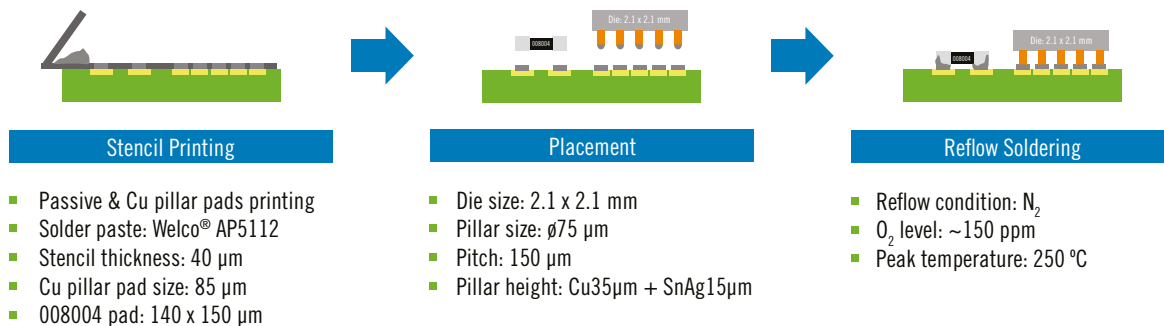 008004
Die: 2.1 x 2.1 mm
008004
Die: 2.1 x 2.1 mm
Stencil Printing
Passive & Cu pillar pads printing
Solder paste: Welco® AP5112
Stencil thickness: 40 µm
Cu pillar pad size: 85 µm
008004 pad: 140 x 150 µm
Placement
Die size: 2.1 x 2.1 mm
Pillar size: ø75 µm
Pitch: 150 µm
Pillar height: Cu35µm + SnAg15µm
Reflow Soldering
Reflow condition: N₂
O₂ level: ~150 ppm
Peak temperature: 250 ºC